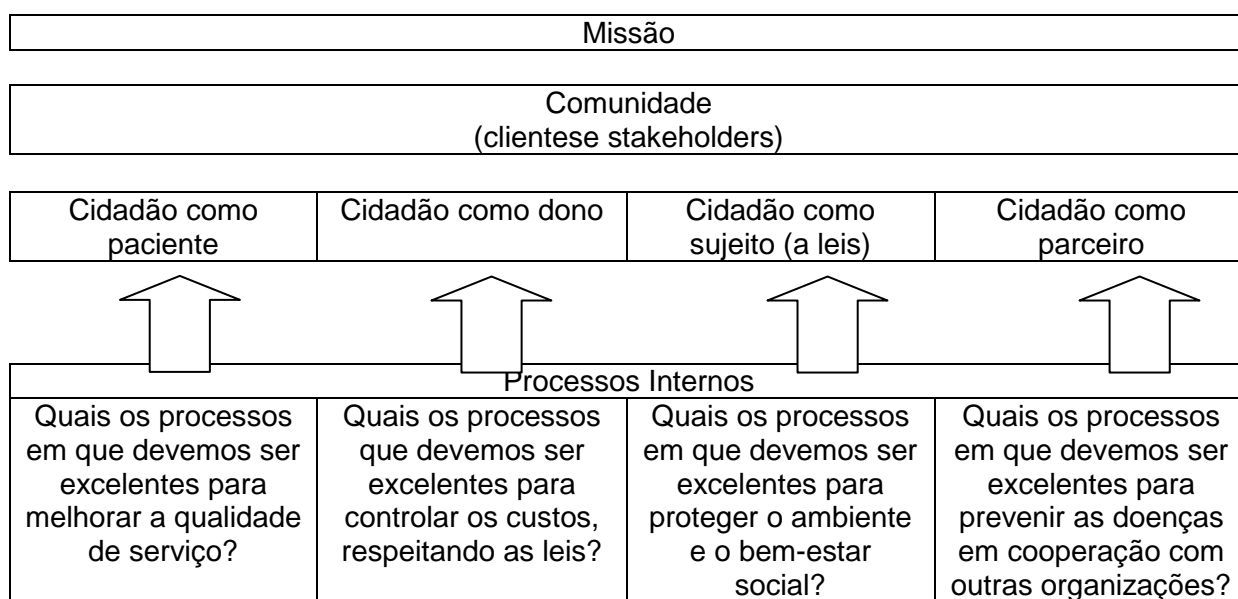 Missão
Comunidade
(clientese stakeholders)
Cidadão como
paciente
Cidadão como dono
Cidadão como
sujeito (a leis)
Cidadão como
parceiro
Processos Internos
Quais os processos
em que devemos ser
excelentes para
melhorar a qualidade
de serviço?
Quais os processos
que devemos ser
excelentes para
controlar os custos,
respeitando as leis?
Quais os processos
em que devemos ser
excelentes para
proteger o ambiente
e o bem-estar
social?
Quais os processos
em que devemos ser
excelentes para
prevenir as doenças
em cooperação com
outras organizações?